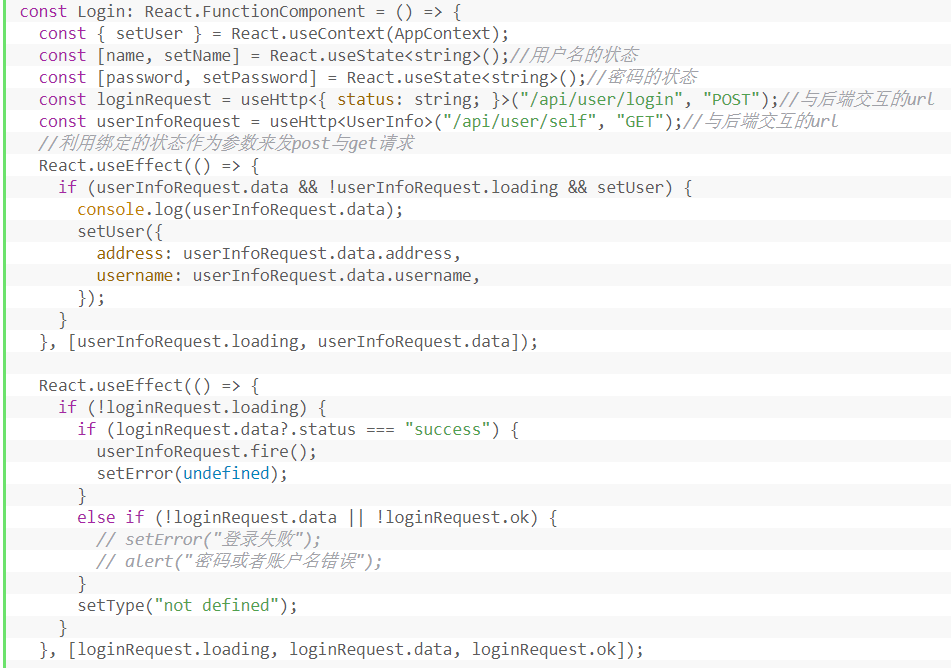 const Login: React.FunctionComponent = () => {
  const { setUser } = React.useContext(AppContext);
  const [name, setName] = React.useState<string>();//用户名的状态
  const [password, setPassword] = React.useState<string>();//密码的状态
  const loginRequest = useHttp<{ status: string; }>("/api/user/login", "POST");//与后端交互的url
  const userInfoRequest = useHttp<UserInfo>("/api/user/self", "GET");//与后端交互的url
  //利用绑定的状态作为参数来发post与get请求
  React.useEffect(() => {
    if (userInfoRequest.data && !userInfoRequest.loading && setUser) {
      console.log(userInfoRequest.data);
      setUser({
        address: userInfoRequest.data.address,
        username: userInfoRequest.data.username,
      });
    }
  }, [userInfoRequest.loading, userInfoRequest.data]);

  React.useEffect(() => {
    if (!loginRequest.loading) {
      if (loginRequest.data?.status === "success") {
        userInfoRequest.fire();
        setError(undefined);
      }
      else if (!loginRequest.data || !loginRequest.ok) {
        // setError("登录失败");
        // alert("密码或者账户名错误");
      }
      setType("not defined");
    }
  }, [loginRequest.loading, loginRequest.data, loginRequest.ok]);